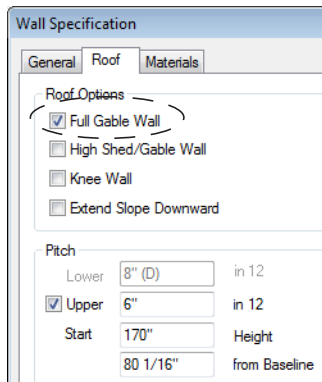 Wall Specification
General Roof Materials
Roof Options
Full Gable Wall
High Shed/Gable Wall
Knee Wall
Extend Slope Downward
Pitch
Lower 8" (D) in 12
Upper 6" in 12
Start 170" Height
80 1/16" from Baseline